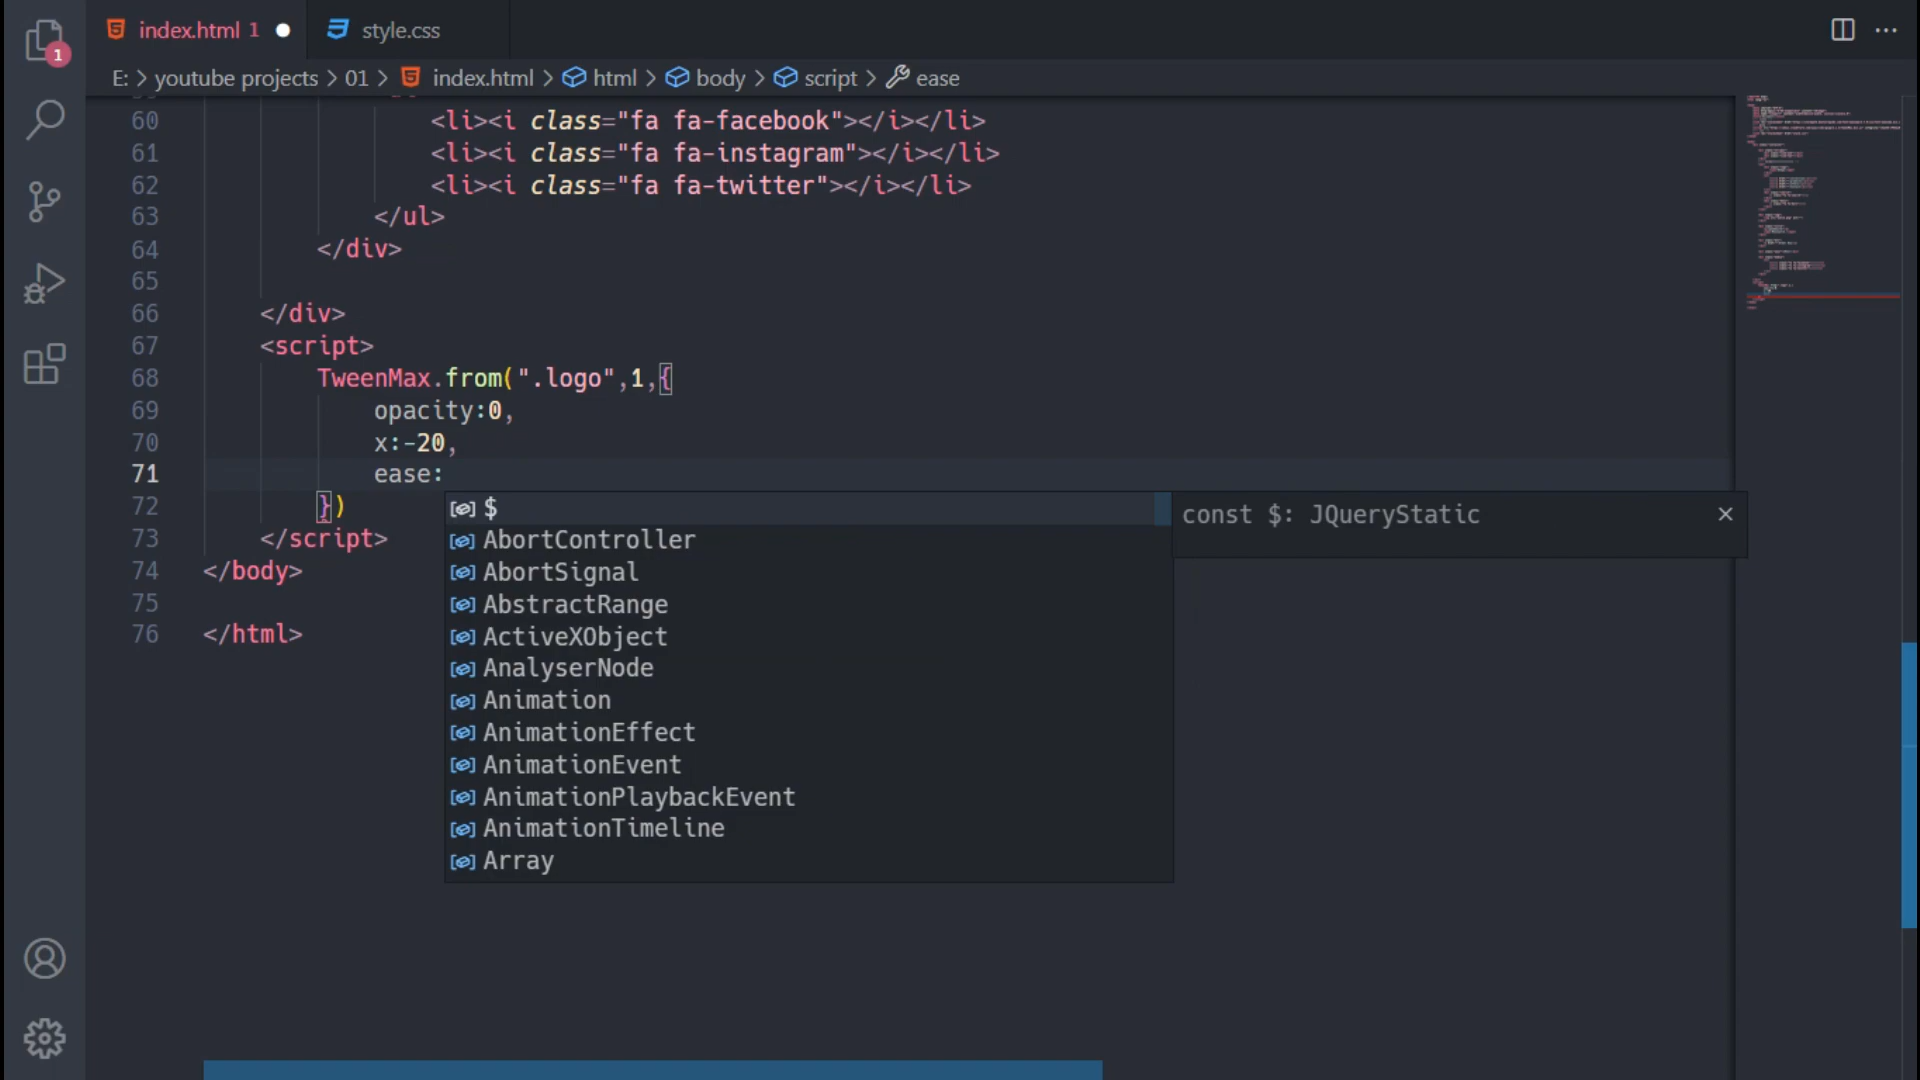 index.html 1
style.css
E: > youtube projects > 01 > index.html > html > body > script > ease
1
60 <li><i class="fa fa-facebook"></i></li>
61 <li><i class="fa fa-instagram"></i></li>
62 <li><i class="fa fa-twitter"></i></li>
63 </ul>
64 </div>
65
66 </div>
67 <script>
68 TweenMax.from(".logo",1,{
69 opacity:0,
70 x:-20,
71 ease:
72 })
73 </script>
74 </body>
75
76 </html>
$
AbortController
AbortSignal
AbstractRange
ActiveXObject
AnalyserNode
Animation
AnimationEffect
AnimationEvent
AnimationPlaybackEvent
AnimationTimeline
Array
const $: JQueryStatic